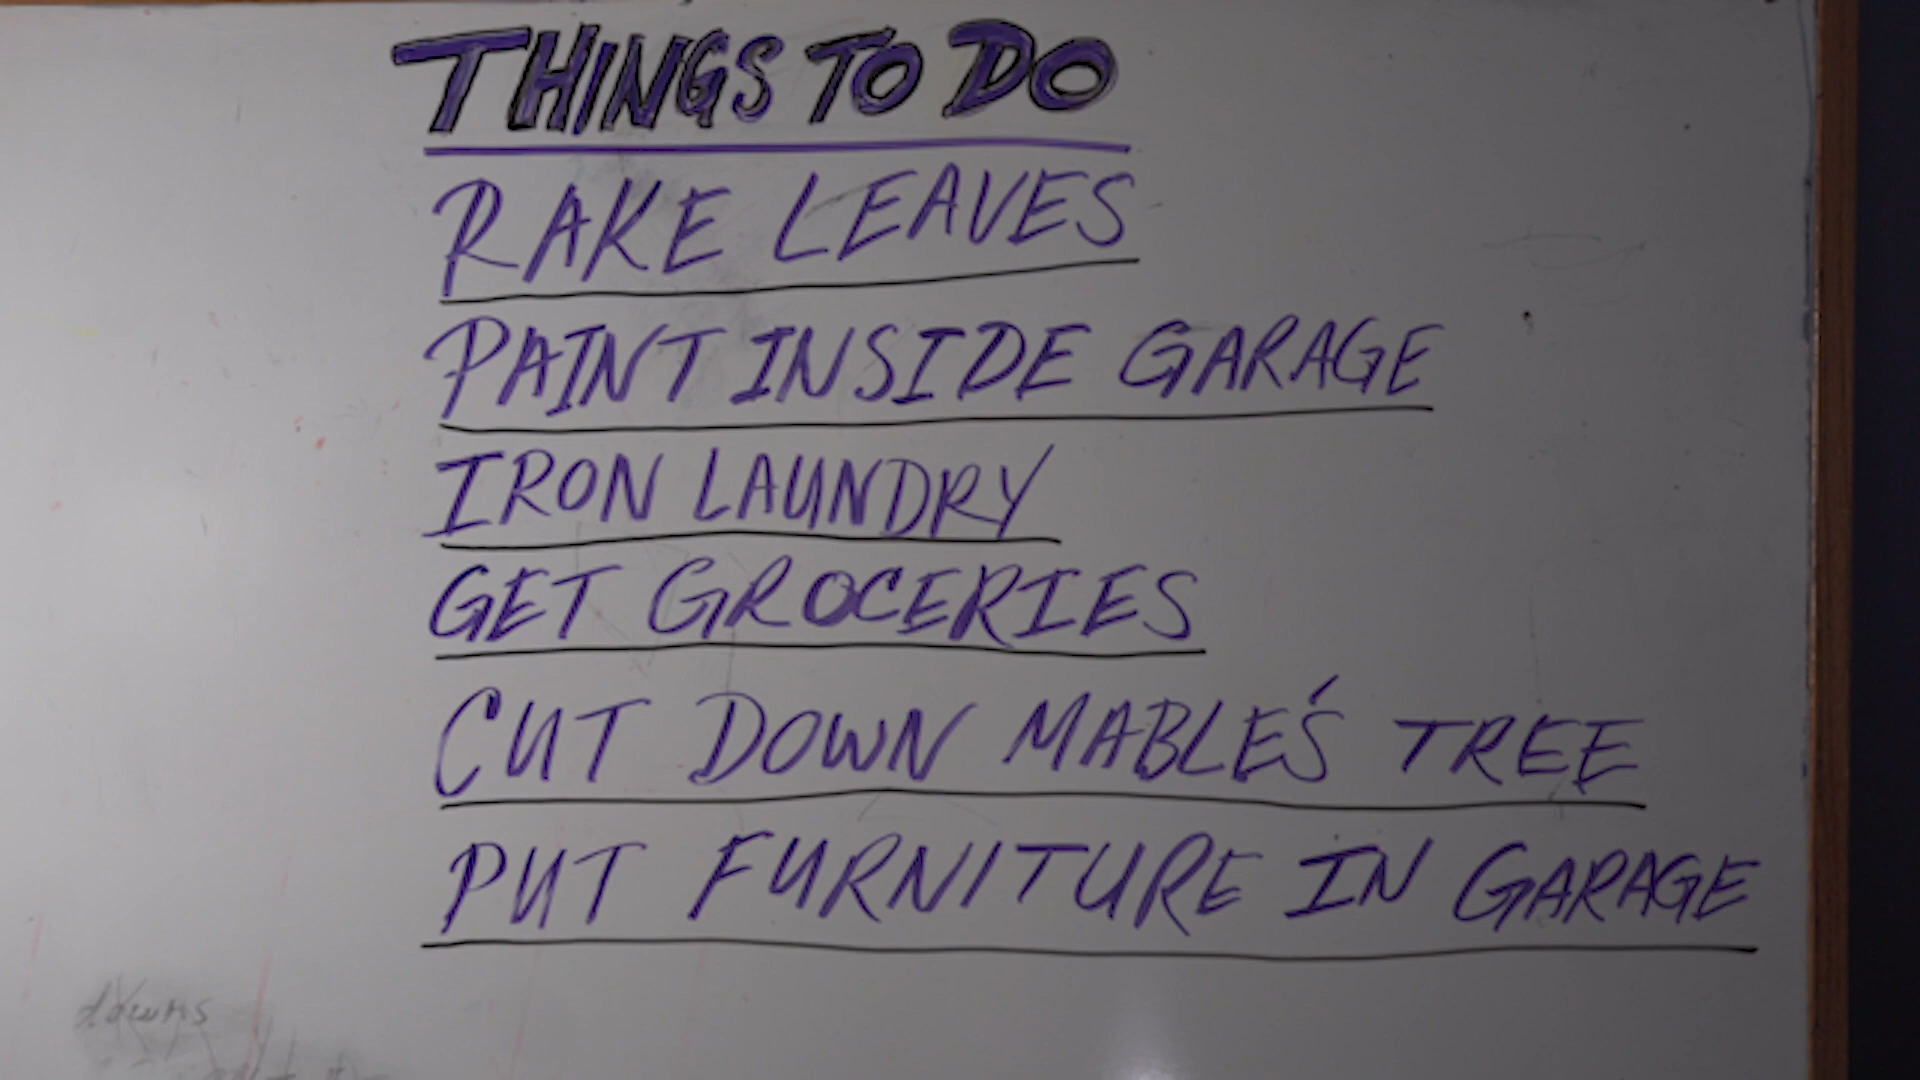 THINGS TO DO
RAKE LEAVES
PAINT INSIDE GARAGE
IRON LAUNDRY
GET GROCERIES
CUT DOWN MABLE'S TREE
PUT FURNITURE IN GARAGE